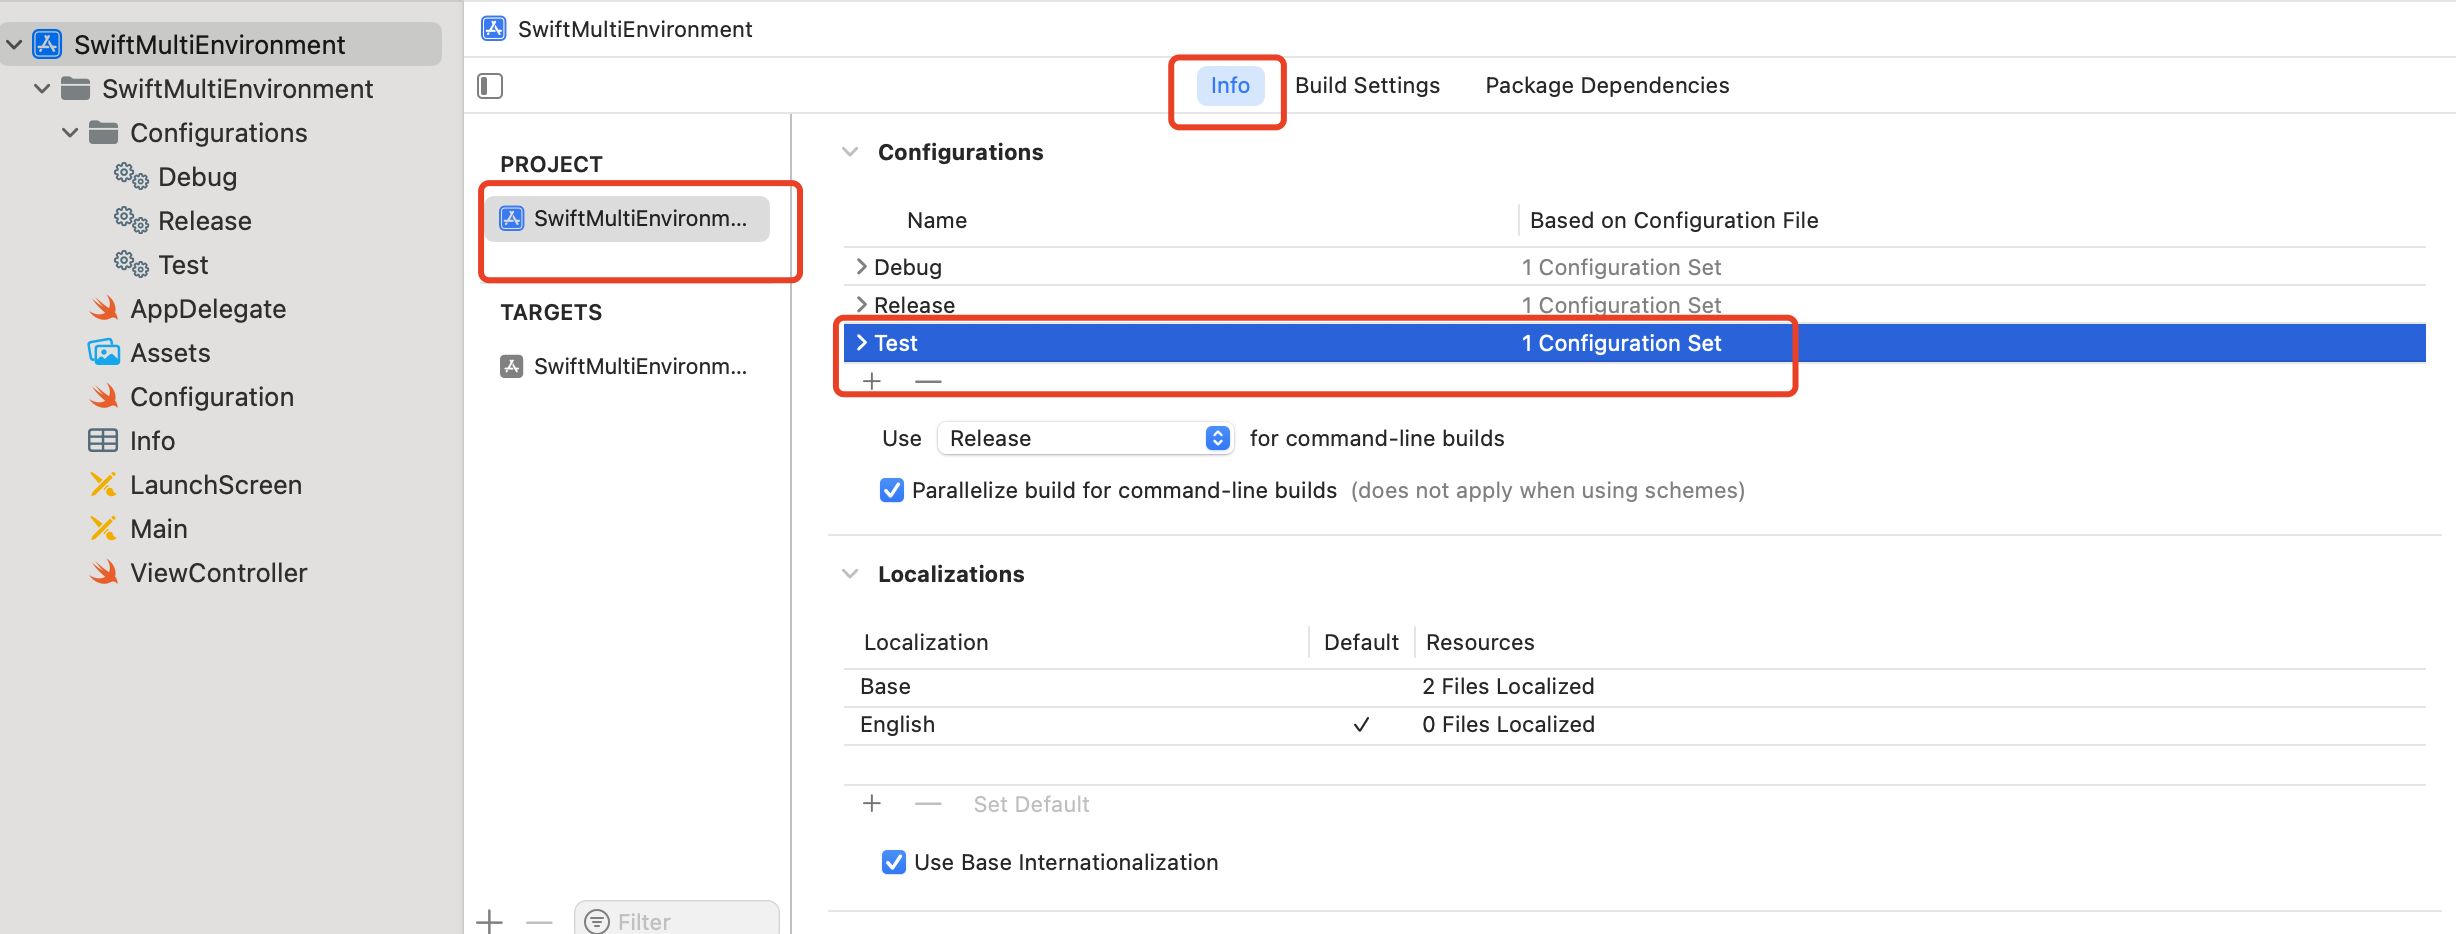 SwiftMultiEnvironment
SwiftMultiEnvironment
Configurations
Debug
Release
Test
AppDelegate
Assets
Configuration
Info
LaunchScreen
Main
ViewController
SwiftMultiEnvironment
Info Build Settings Package Dependencies
PROJECT
SwiftMultiEnvironm...
TARGETS
SwiftMultiEnvironm...
Filter
Configurations
Name Based on Configuration File
Debug 1 Configuration Set
Release 1 Configuration Set
Test 1 Configuration Set
Use Release for command-line builds
Parallelize build for command-line builds (does not apply when using schemes)
Localizations
Localization Default Resources
Base 2 Files Localized
English ✓ 0 Files Localized
Set Default
Use Base Internationalization